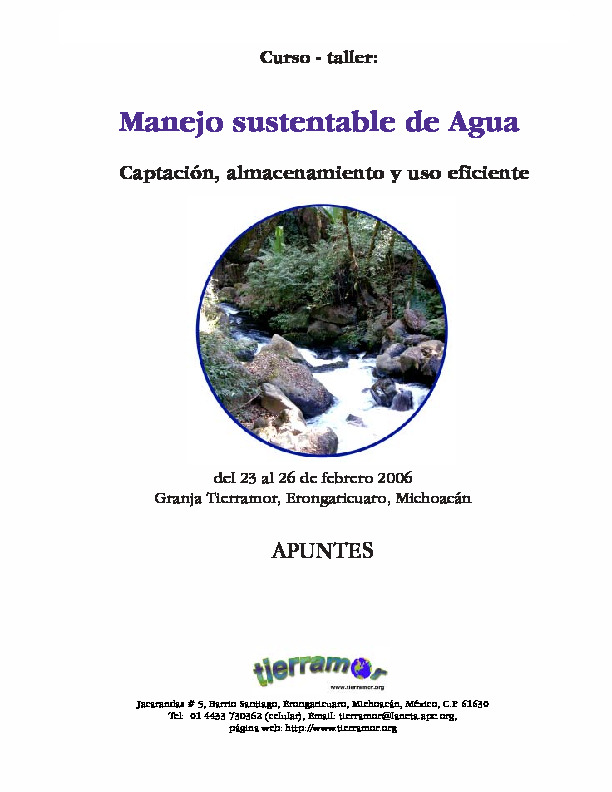 Curso - taller:
Manejo sustentable de Agua
Captación, almacenamiento y uso eficiente
del 23 al 26 de febrero 2006
Granja Tierramor, Erongaricuaro, Michoacán
APUNTES
tierramor
www.tierramor.org
Jacarandas # 5, Barrio Santiago, Erongaricuaro, Michoacán, México, C.P. 61630
Tel: 01 4433 730362 (celular), Email: tierramor@laneta.apc.org,
página web: http://www.tierramor.org